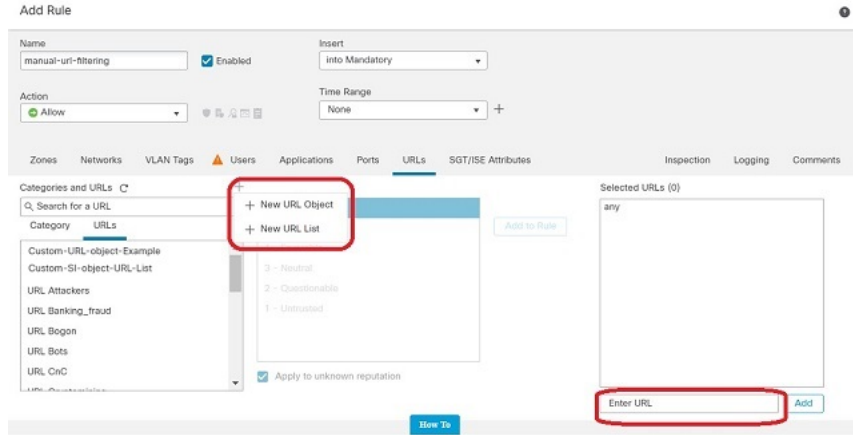 Add Rule
Name
manual-url-filtering
Enabled
Insert
into Mandatory
Action
Allow
Time Range
None
Zones Networks VLAN Tags Users Applications Ports URLs SGT/ISE Attributes Inspection Logging Comments
Categories and URLs
Search for a URL
Category URLs
Custom-URL-object-Example
Custom-SI-object-URL-List
URL Attackers
URL Banking_fraud
URL Bogon
URL Bots
URL CnC
+ New URL Object
+ New URL List
3 - Neutral
2 - Questionable
1 - Untrusted
Apply to unknown reputation
Add to Rule
Selected URLs (0)
any
Enter URL
Add
How To